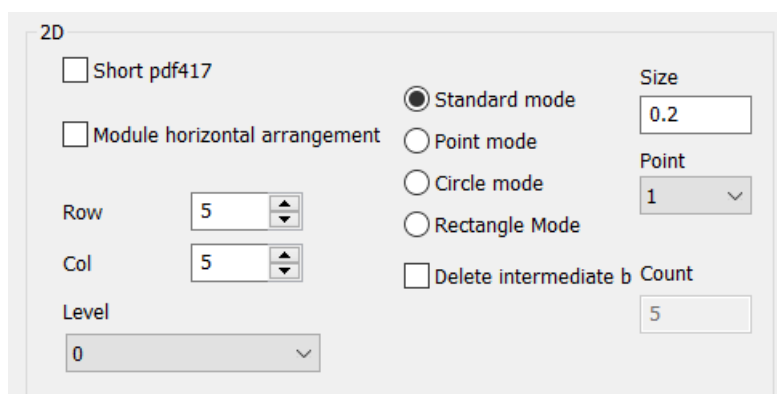 2D
Short pdf417
Module horizontal arrangement
Row 5
Col 5
Level
0
Standard mode
Point mode
Circle mode
Rectangle Mode
Delete intermediate b
Size
0.2
Point
1
Count
5